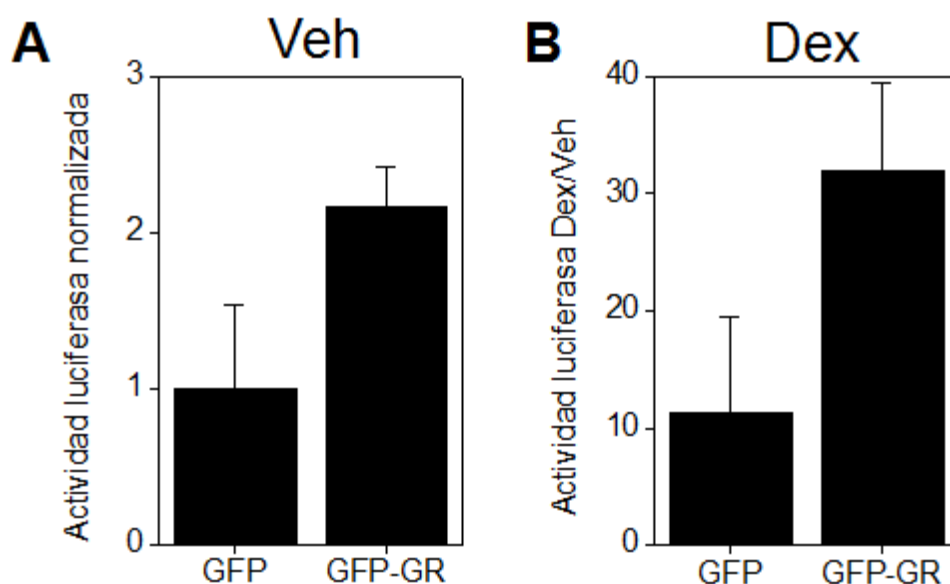 A
Veh
Actividad luciferasa normalizada
3
2
1
0
GFP
GFP-GR
B
Dex
Actividad luciferasa Dex/Veh
40
30
20
10
0
GFP
GFP-GR